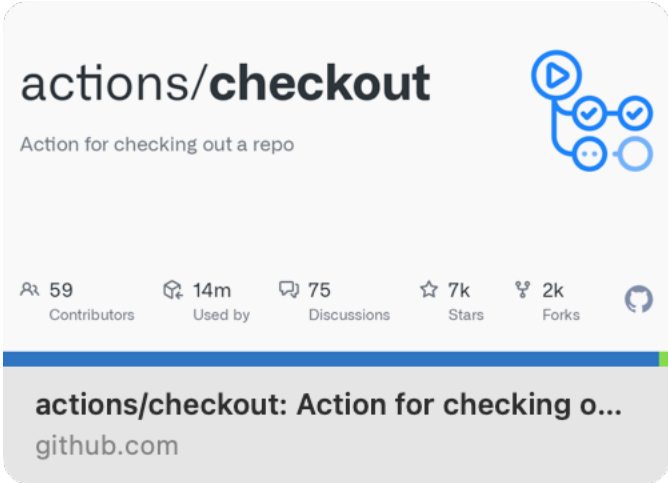 actions/checkout
Action for checking out a repo
59 14m 75 7k 2k
Contributors Used by Discussions Stars Forks
actions/checkout: Action for checking o...
github.com